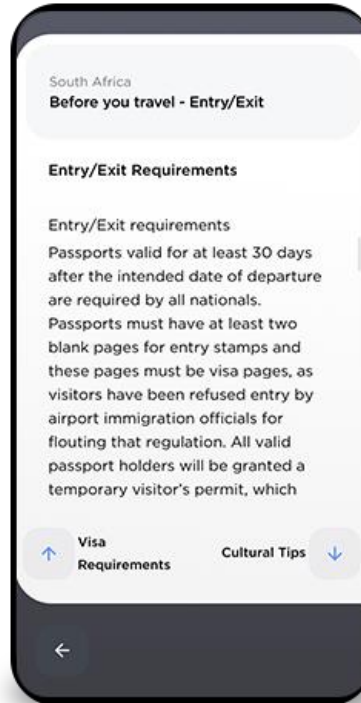 South Africa
Before you travel - Entry/Exit
Entry/Exit Requirements
Entry/Exit requirements
Passports valid for at least 30 days
after the intended date of departure
are required by all nationals.
Passports must have at least two
blank pages for entry stamps and
these pages must be visa pages, as
visitors have been refused entry by
airport immigration officials for
flouting that regulation. All valid
passport holders will be granted a
temporary visitor’s permit, which
Visa
Requirements
Cultural Tips